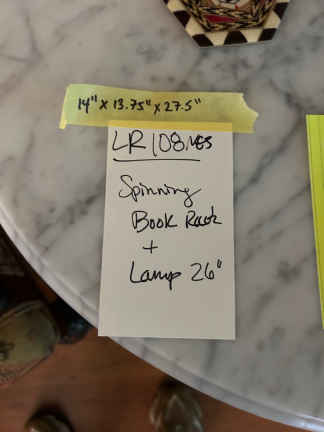 14" x 13.75" x 27.5"
LR 108
Spinning
Book Rack
+
Lamp 26"